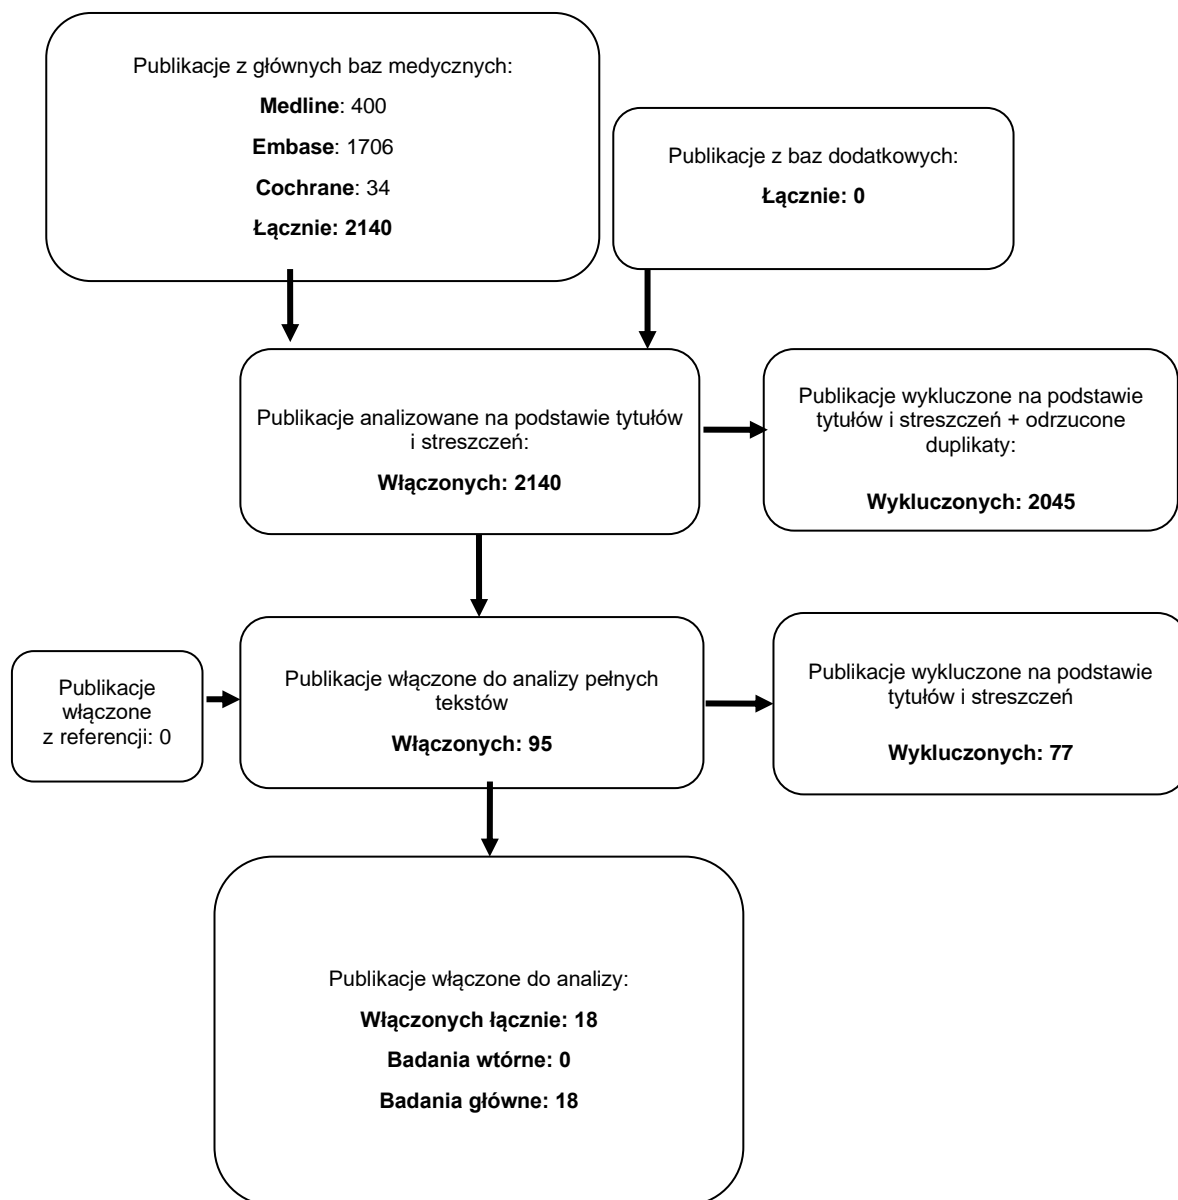 Publikacje z głównych baz medycznych:
Medline: 400
Embase: 1706
Cochrane: 34
Łącznie: 2140
Publikacje z baz dodatkowych:
Łącznie: 0
Publikacje analizowane na podstawie tytułów
i streszczeń:
Włączonych: 2140
Publikacje wykluczone na podstawie
tytułów i streszczeń + odrzucone
duplikaty:
Wykluczonych: 2045
Publikacje
włączone
z referencji: 0
Publikacje włączone do analizy pełnych
tekstów
Włączonych: 95
Publikacje wykluczone na podstawie
tytułów i streszczeń
Wykluczonych: 77
Publikacje włączone do analizy:
Włączonych łącznie: 18
Badania wtórne: 0
Badania główne: 18